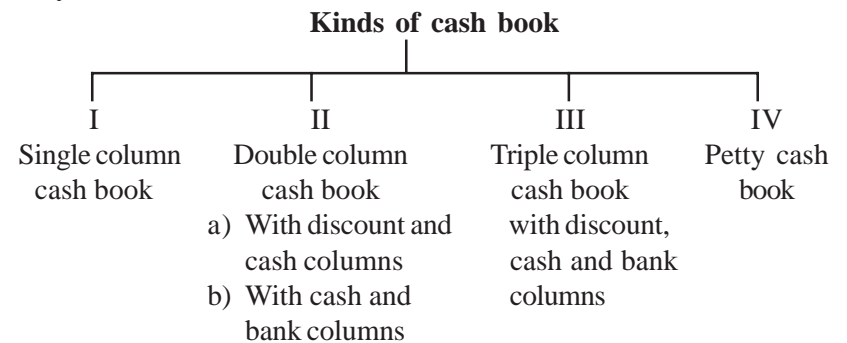 Kinds of cash book
I
Single column
cash book
II
Double column
cash book
a) With discount and
cash columns
b) With cash and
bank columns
III
Triple column
cash book
with discount,
cash and bank
columns
IV
Petty cash
book